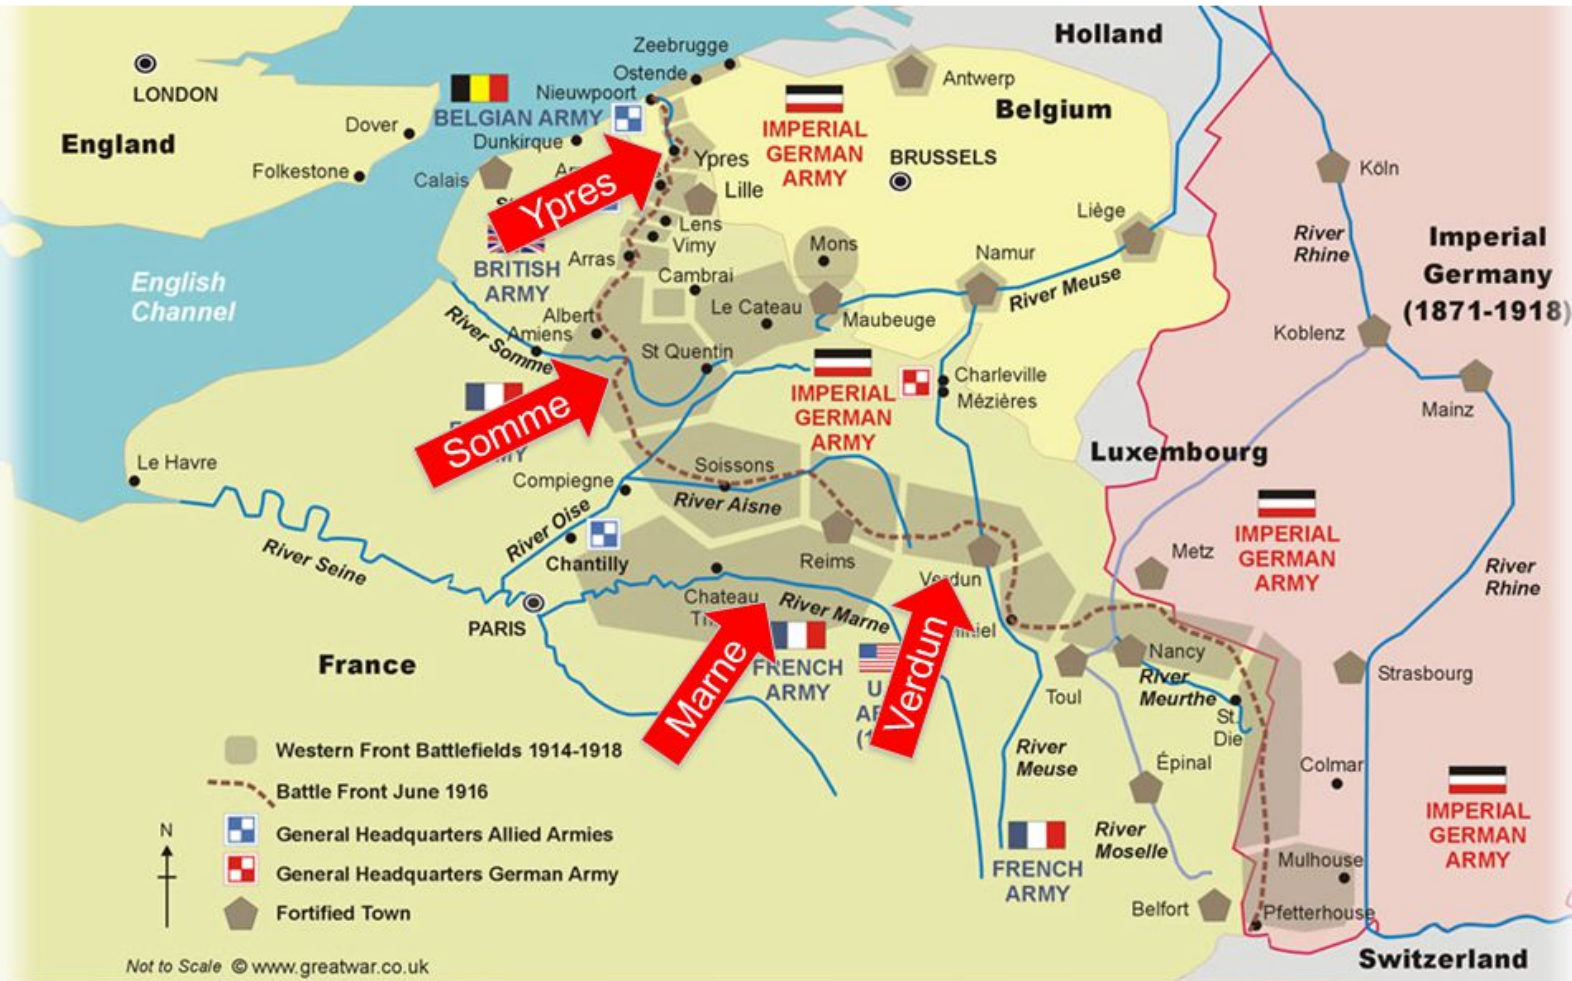 Holland
Zeebrugge
Ostende
LONDON
Nieuwpoort
Antwerp
BELGIAN ARMY
Belgium
Dover
Dunkirque
IMPERIAL
GERMAN
ARMY
England
Folkestone
Calais
Ypres
Ypres
BRUSSELS
Köln
Lille
Liège
Lens
Vimy
Mons
Namur
River
Rhine
Imperial
Germany
(1871-1918)
Arras
BRITISH
ARMY
Cambrai
River Meuse
English
Channel
Le Cateau
Maubeuge
Albert
Amiens
River Somme
Koblenz
St Quentin
Charleville
Mézières
IMPERIAL
GERMAN
ARMY
Mainz
Somme
Luxembourg
Le Havre
Soissons
Compiegne
River Aisne
River Oise
IMPERIAL
GERMAN
ARMY
River Seine
Chantilly
Reims
Metz
Verdun
River
Rhine
Chateau
River Marne
PARIS
Marne
Verdun
France
FRENCH
ARMY
Nancy
Toul
River
Meurthe
Strasbourg
St.
Die
River
Meuse
Épinal
Colmar
IMPERIAL
GERMAN
ARMY
River
Moselle
FRENCH
ARMY
Mulhouse
Belfort
Pfetterhouse
Switzerland
Western Front Battlefields 1914-1918
Battle Front June 1916
N
General Headquarters Allied Armies
General Headquarters German Army
Fortified Town
Not to Scale © www.greatwar.co.uk